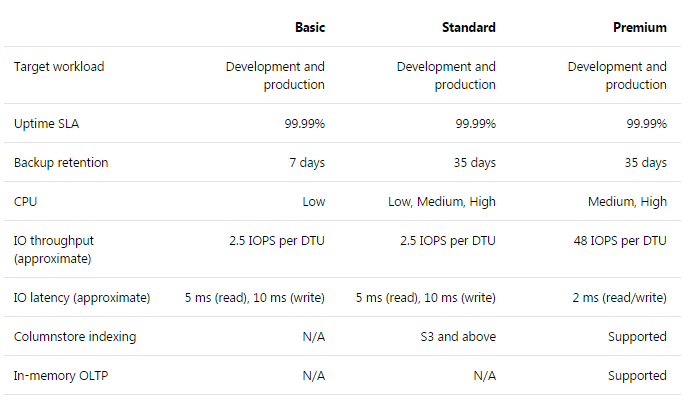 Basic Standard Premium
Target workload Development and production Development and production Development and production
Uptime SLA 99.99% 99.99% 99.99%
Backup retention 7 days 35 days 35 days
CPU Low Low, Medium, High Medium, High
IO throughput (approximate) 2.5 IOPS per DTU 2.5 IOPS per DTU 48 IOPS per DTU
IO latency (approximate) 5 ms (read), 10 ms (write) 5 ms (read), 10 ms (write) 2 ms (read/write)
Columnstore indexing N/A S3 and above Supported
In-memory OLTP N/A N/A Supported